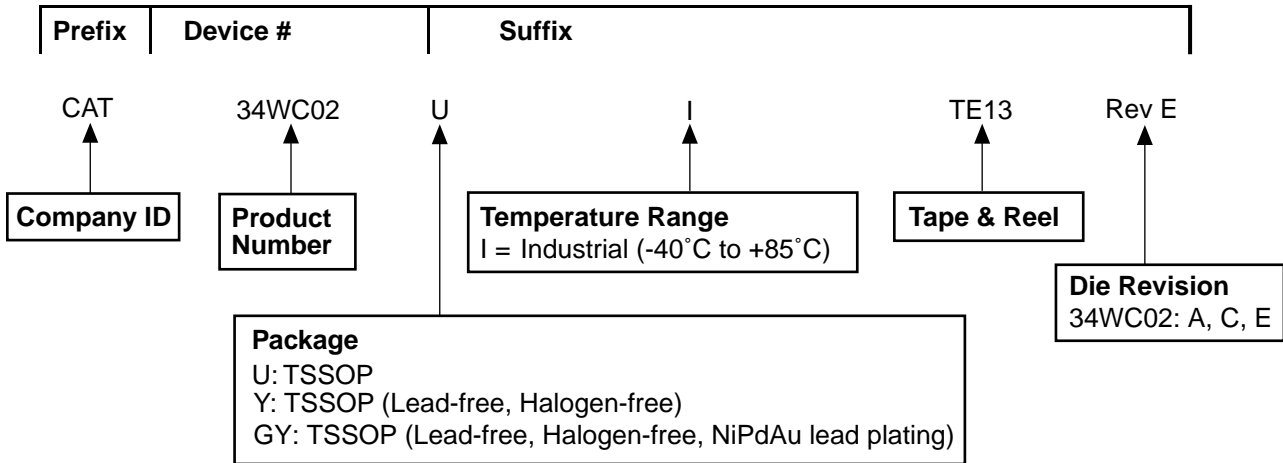 Prefix Device # Suffix
CAT 34WC02 U I TE13 Rev E
Company ID
Product
Number
Temperature Range
I = Industrial (-40˚C to +85˚C)
Tape & Reel
Die Revision
34WC02: A, C, E
Package
U: TSSOP
Y: TSSOP (Lead-free, Halogen-free)
GY: TSSOP (Lead-free, Halogen-free, NiPdAu lead plating)